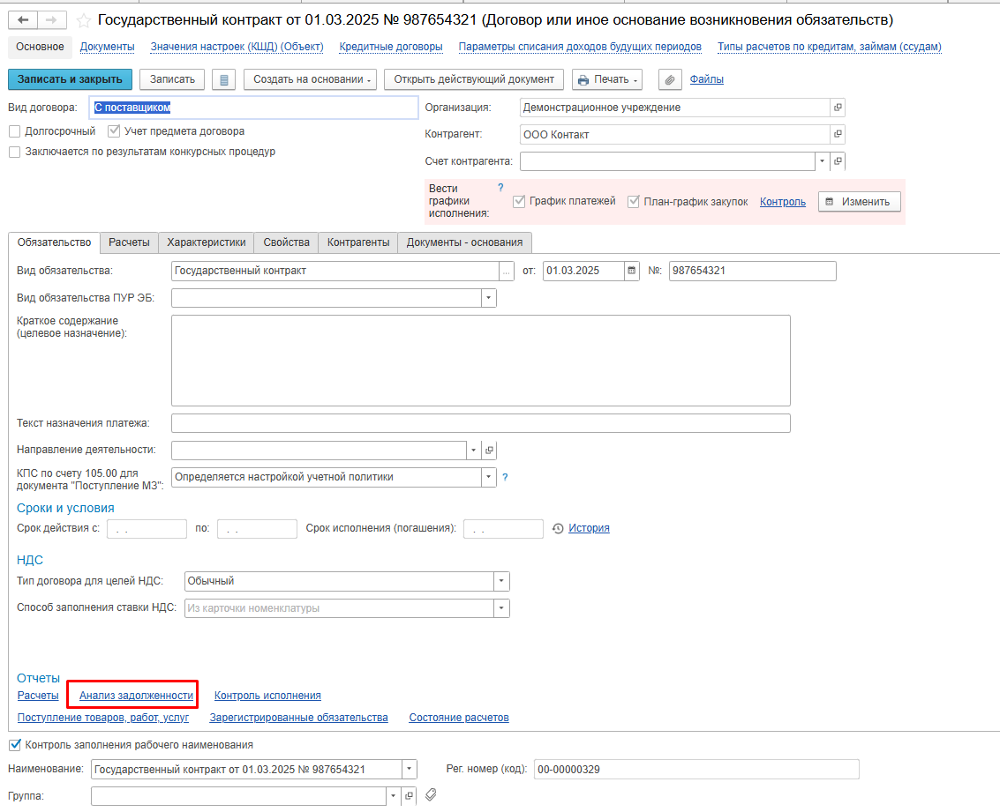 Государственный контракт от 01.03.2025 № 987654321 (Договор или иное основание возникновения обязательств)
Основное Документы Значения настроек (КШД) (Объект) Кредитные договоры Параметры списания доходов будущих периодов Типы расчетов по кредитам, займам (ссудам)
Записать и закрыть Записать Создать на основании Открыть действующий документ Печать Файлы
Вид договора: С поставщиком Организация: Демонстрационное учреждение
Долгосрочный Учет предмета договора Контрагент: ООО Контакт
Заключается по результатам конкурсных процедур Счет контрагента:
Вести ?
графики График платежей План-график закупок Контроль Изменить
исполнения:
Обязательство Расчеты Характеристики Свойства Контрагенты Документы - основания
Вид обязательства: Государственный контракт ... от: 01.03.2025 №: 987654321
Вид обязательства ПУР ЭБ:
Краткое содержание
(целевое назначение):
Текст назначения платежа:
Направление деятельности:
КПС по счету 105.00 для
документа "Поступление МЗ": Определяется настройкой учетной политики ?
Сроки и условия
Срок действия с: . . по: . . Срок исполнения (погашения): . . История
НДС
Тип договора для целей НДС: Обычный
Способ заполнения ставки НДС: Из карточки номенклатуры
Отчеты
Расчеты Анализ задолженности Контроль исполнения
Поступление товаров, работ, услуг Зарегистрированные обязательства Состояние расчетов
Контроль заполнения рабочего наименования
Наименование: Государственный контракт от 01.03.2025 № 987654321 Рег. номер (код): 00-00000329
Группа: